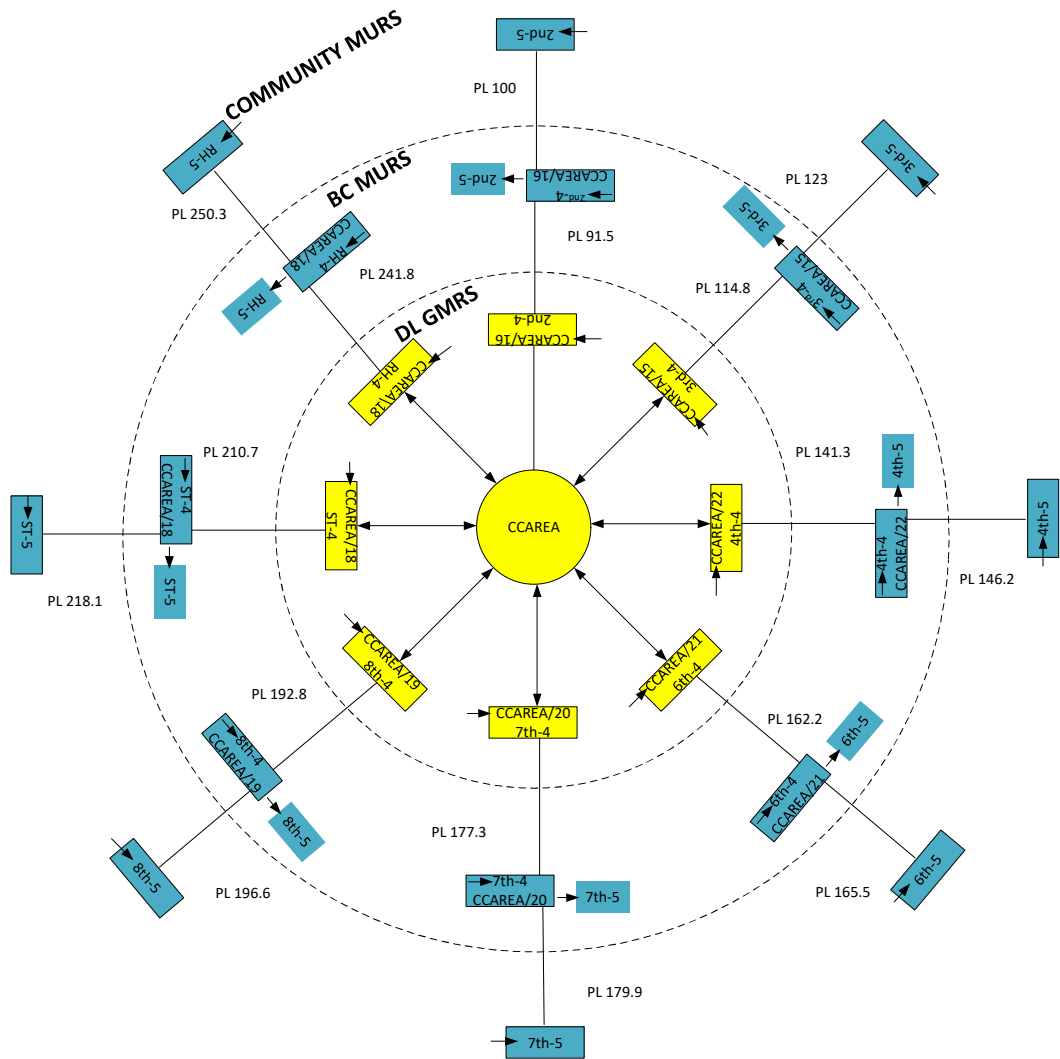 COMMUNITY MURS
BC MURS
DL GMRS
2nd-5
PL 100
2nd-5
CCAREA/16
2nd-4
PL 91.5
CCAREA/16
2nd-4
RH-5
PL 250.3
RH-4
CCAREA/18
RH-5
PL 241.8
CCAREA\18
RH-4
3rd-5
PL 123
3rd-5
3rd-4
CCAREA/15
PL 114.8
CCAREA/15
3rd-4
PL 210.7
ST-4
CCAREA/18
ST-5
ST-5
PL 218.1
CCAREA/18
ST-4
CCAREA
CCAREA/22
4th-4
PL 141.3
4th-5
4th-4
CCAREA/22
4th-5
PL 146.2
CCAREA/19
8th-4
PL 192.8
8th-4
CCAREA/19
8th-5
8th-5
PL 196.6
CCAREA/20
7th-4
PL 177.3
7th-4
CCAREA/20
7th-5
PL 179.9
7th-5
CCAREA/21
6th-4
PL 162.2
6th-5
6th-4
CCAREA/21
PL 165.5
6th-5